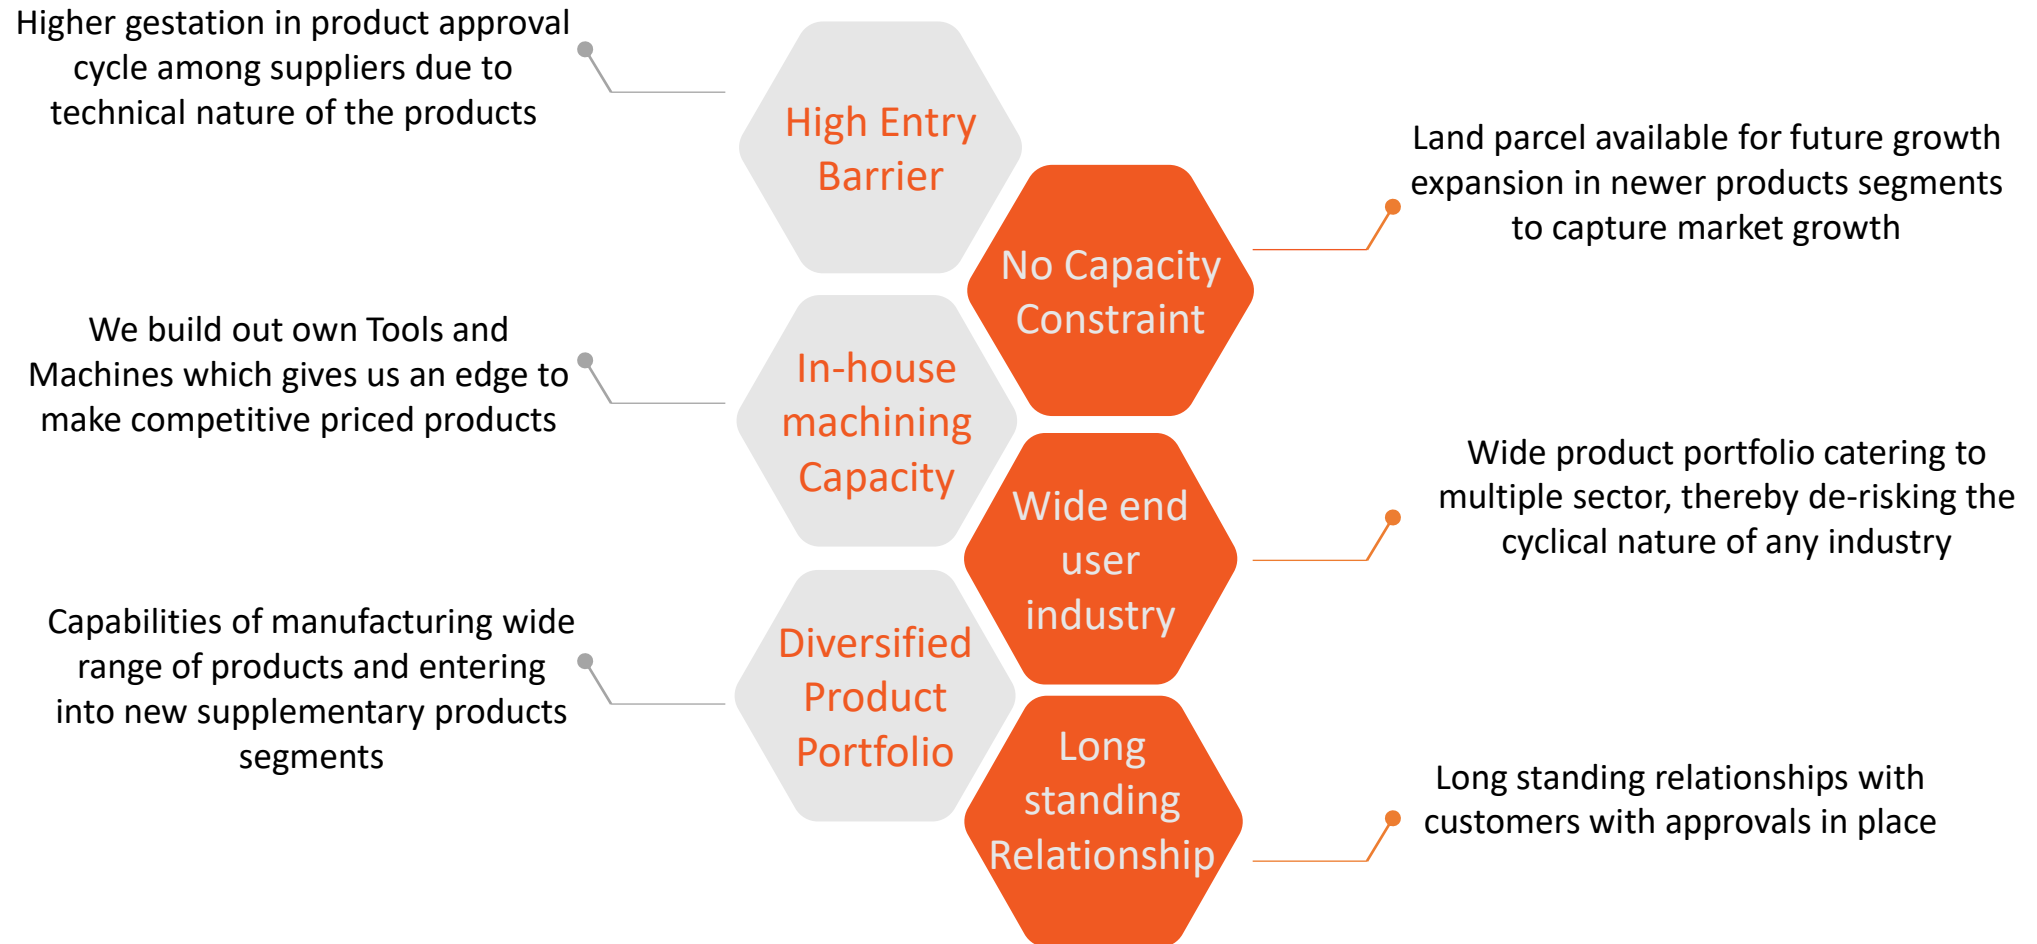 Higher gestation in product approval
cycle among suppliers due to
technical nature of the products
High Entry
Barrier
Land parcel available for future growth
expansion in newer products segments
to capture market growth
No Capacity
Constraint
We build out own Tools and
Machines which gives us an edge to
make competitive priced products
In-house
machining
Capacity
Wide product portfolio catering to
multiple sector, thereby de-risking the
cyclical nature of any industry
Wide end
user
industry
Capabilities of manufacturing wide
range of products and entering
into new supplementary products
segments
Diversified
Product
Portfolio
Long
standing
Relationship
Long standing relationships with
customers with approvals in place